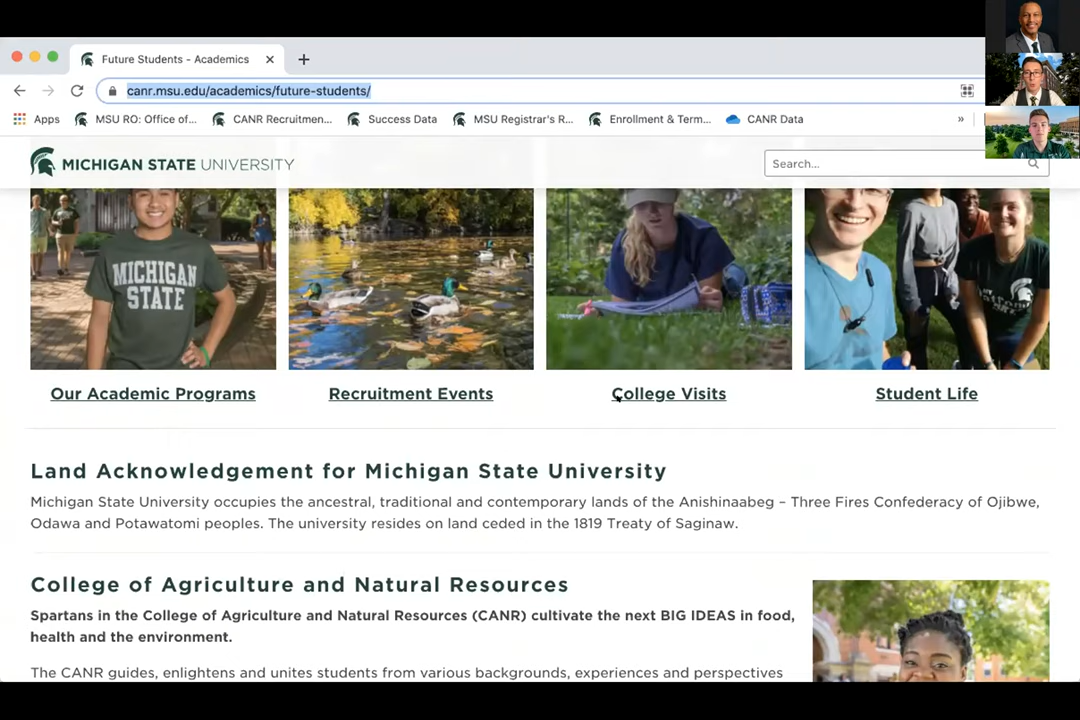 Future Students - Academics
canr.msu.edu/academics/future-students/
Apps MSU RO: Office of... CANR Recruitmen... Success Data MSU Registrar's R... Enrollment & Term... CANR Data »
MICHIGAN STATE UNIVERSITY
Search...
MICHIGAN
STATE
Our Academic Programs
Recruitment Events
College Visits
Student Life
Land Acknowledgement for Michigan State University
Michigan State University occupies the ancestral, traditional and contemporary lands of the Anishinaabeg – Three Fires Confederacy of Ojibwe,
Odawa and Potawatomi peoples. The university resides on land ceded in the 1819 Treaty of Saginaw.
College of Agriculture and Natural Resources
Spartans in the College of Agriculture and Natural Resources (CANR) cultivate the next BIG IDEAS in food,
health and the environment.
The CANR guides, enlightens and unites students from various backgrounds, experiences and perspectives